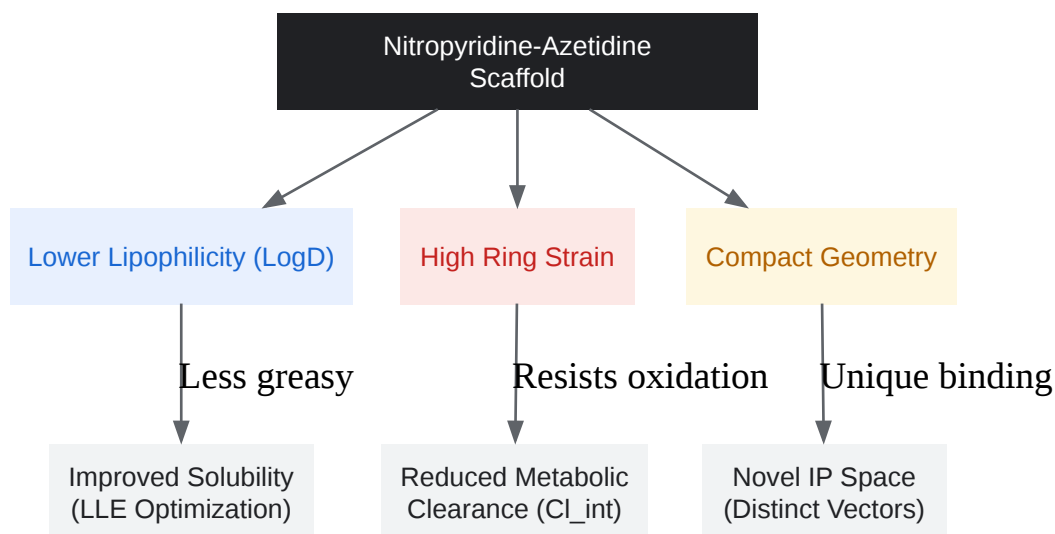 Nitropyridine-Azetidine
Scaffold
Lower Lipophilicity (LogD)
High Ring Strain
Compact Geometry
Less greasy
Resists oxidation
Unique binding
Improved Solubility
(LLE Optimization)
Reduced Metabolic
Clearance (Cl_int)
Novel IP Space
(Distinct Vectors)